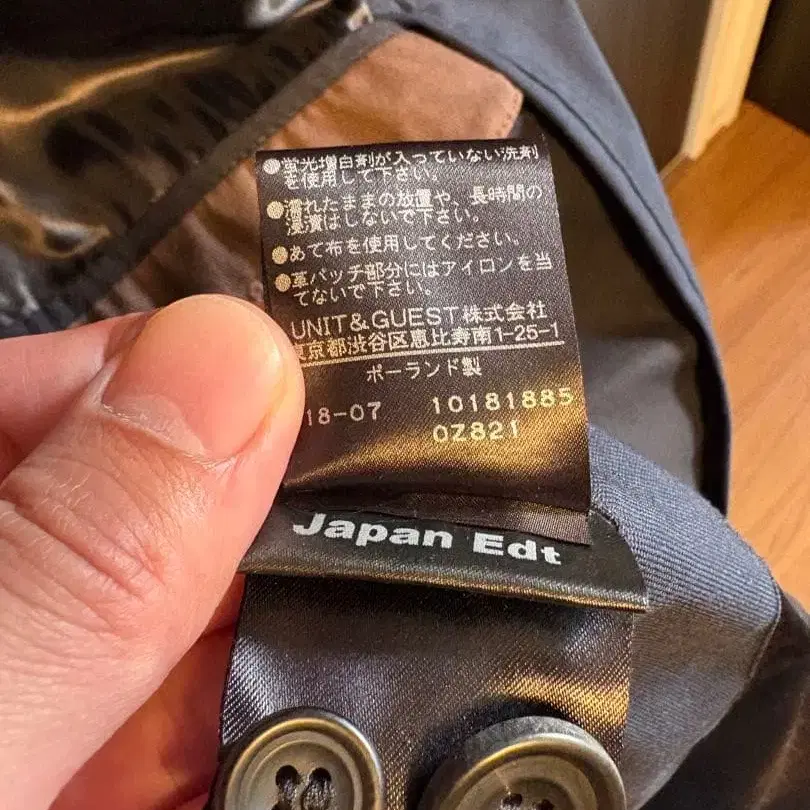 ●蛍光増白剤が入っていない洗剤
を使用して下さい。
●濡れたままの放置や、長時間の
浸漬はしないで下さい。
●あて布を使用してください。
●革パッチ部分にはアイロンを当
てないで下さい。
UNIT&GUEST株式会社
東京都渋谷区恵比寿南1-25-1
ポーランド製
18-07 10181885
0Z821
Japan Edt